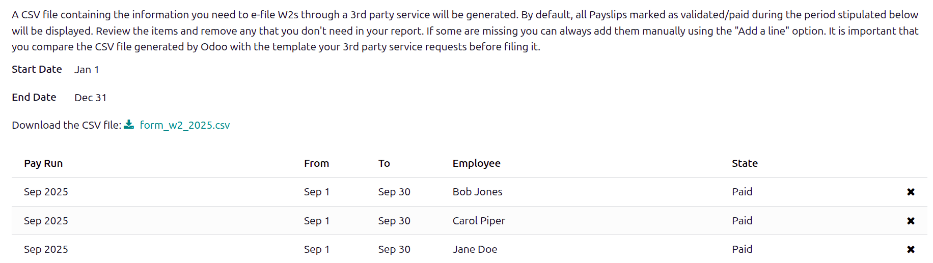 A CSV file containing the information you need to e-file W2s through a 3rd party service will be generated. By default, all Payslips marked as validated/paid during the period stipulated below
will be displayed. Review the items and remove any that you don't need in your report. If some are missing you can always add them manually using the "Add a line" option. It is important that
you compare the CSV file generated by Odoo with the template your 3rd party service requests before filing it.
Start Date Jan 1
End Date Dec 31
Download the CSV file: form_w2_2025.csv
Pay Run From To Employee State
Sep 2025 Sep 1 Sep 30 Bob Jones Paid
Sep 2025 Sep 1 Sep 30 Carol Piper Paid
Sep 2025 Sep 1 Sep 30 Jane Doe Paid